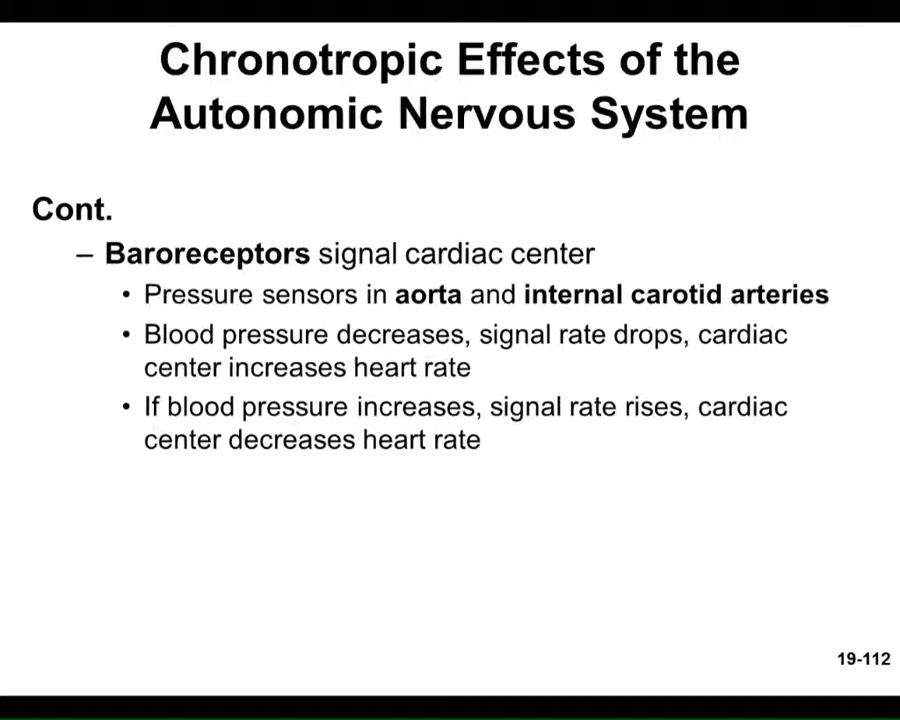 Chronotropic Effects of the
Autonomic Nervous System
Cont.
– Baroreceptors signal cardiac center
• Pressure sensors in aorta and internal carotid arteries
• Blood pressure decreases, signal rate drops, cardiac
center increases heart rate
• If blood pressure increases, signal rate rises, cardiac
center decreases heart rate
19-112